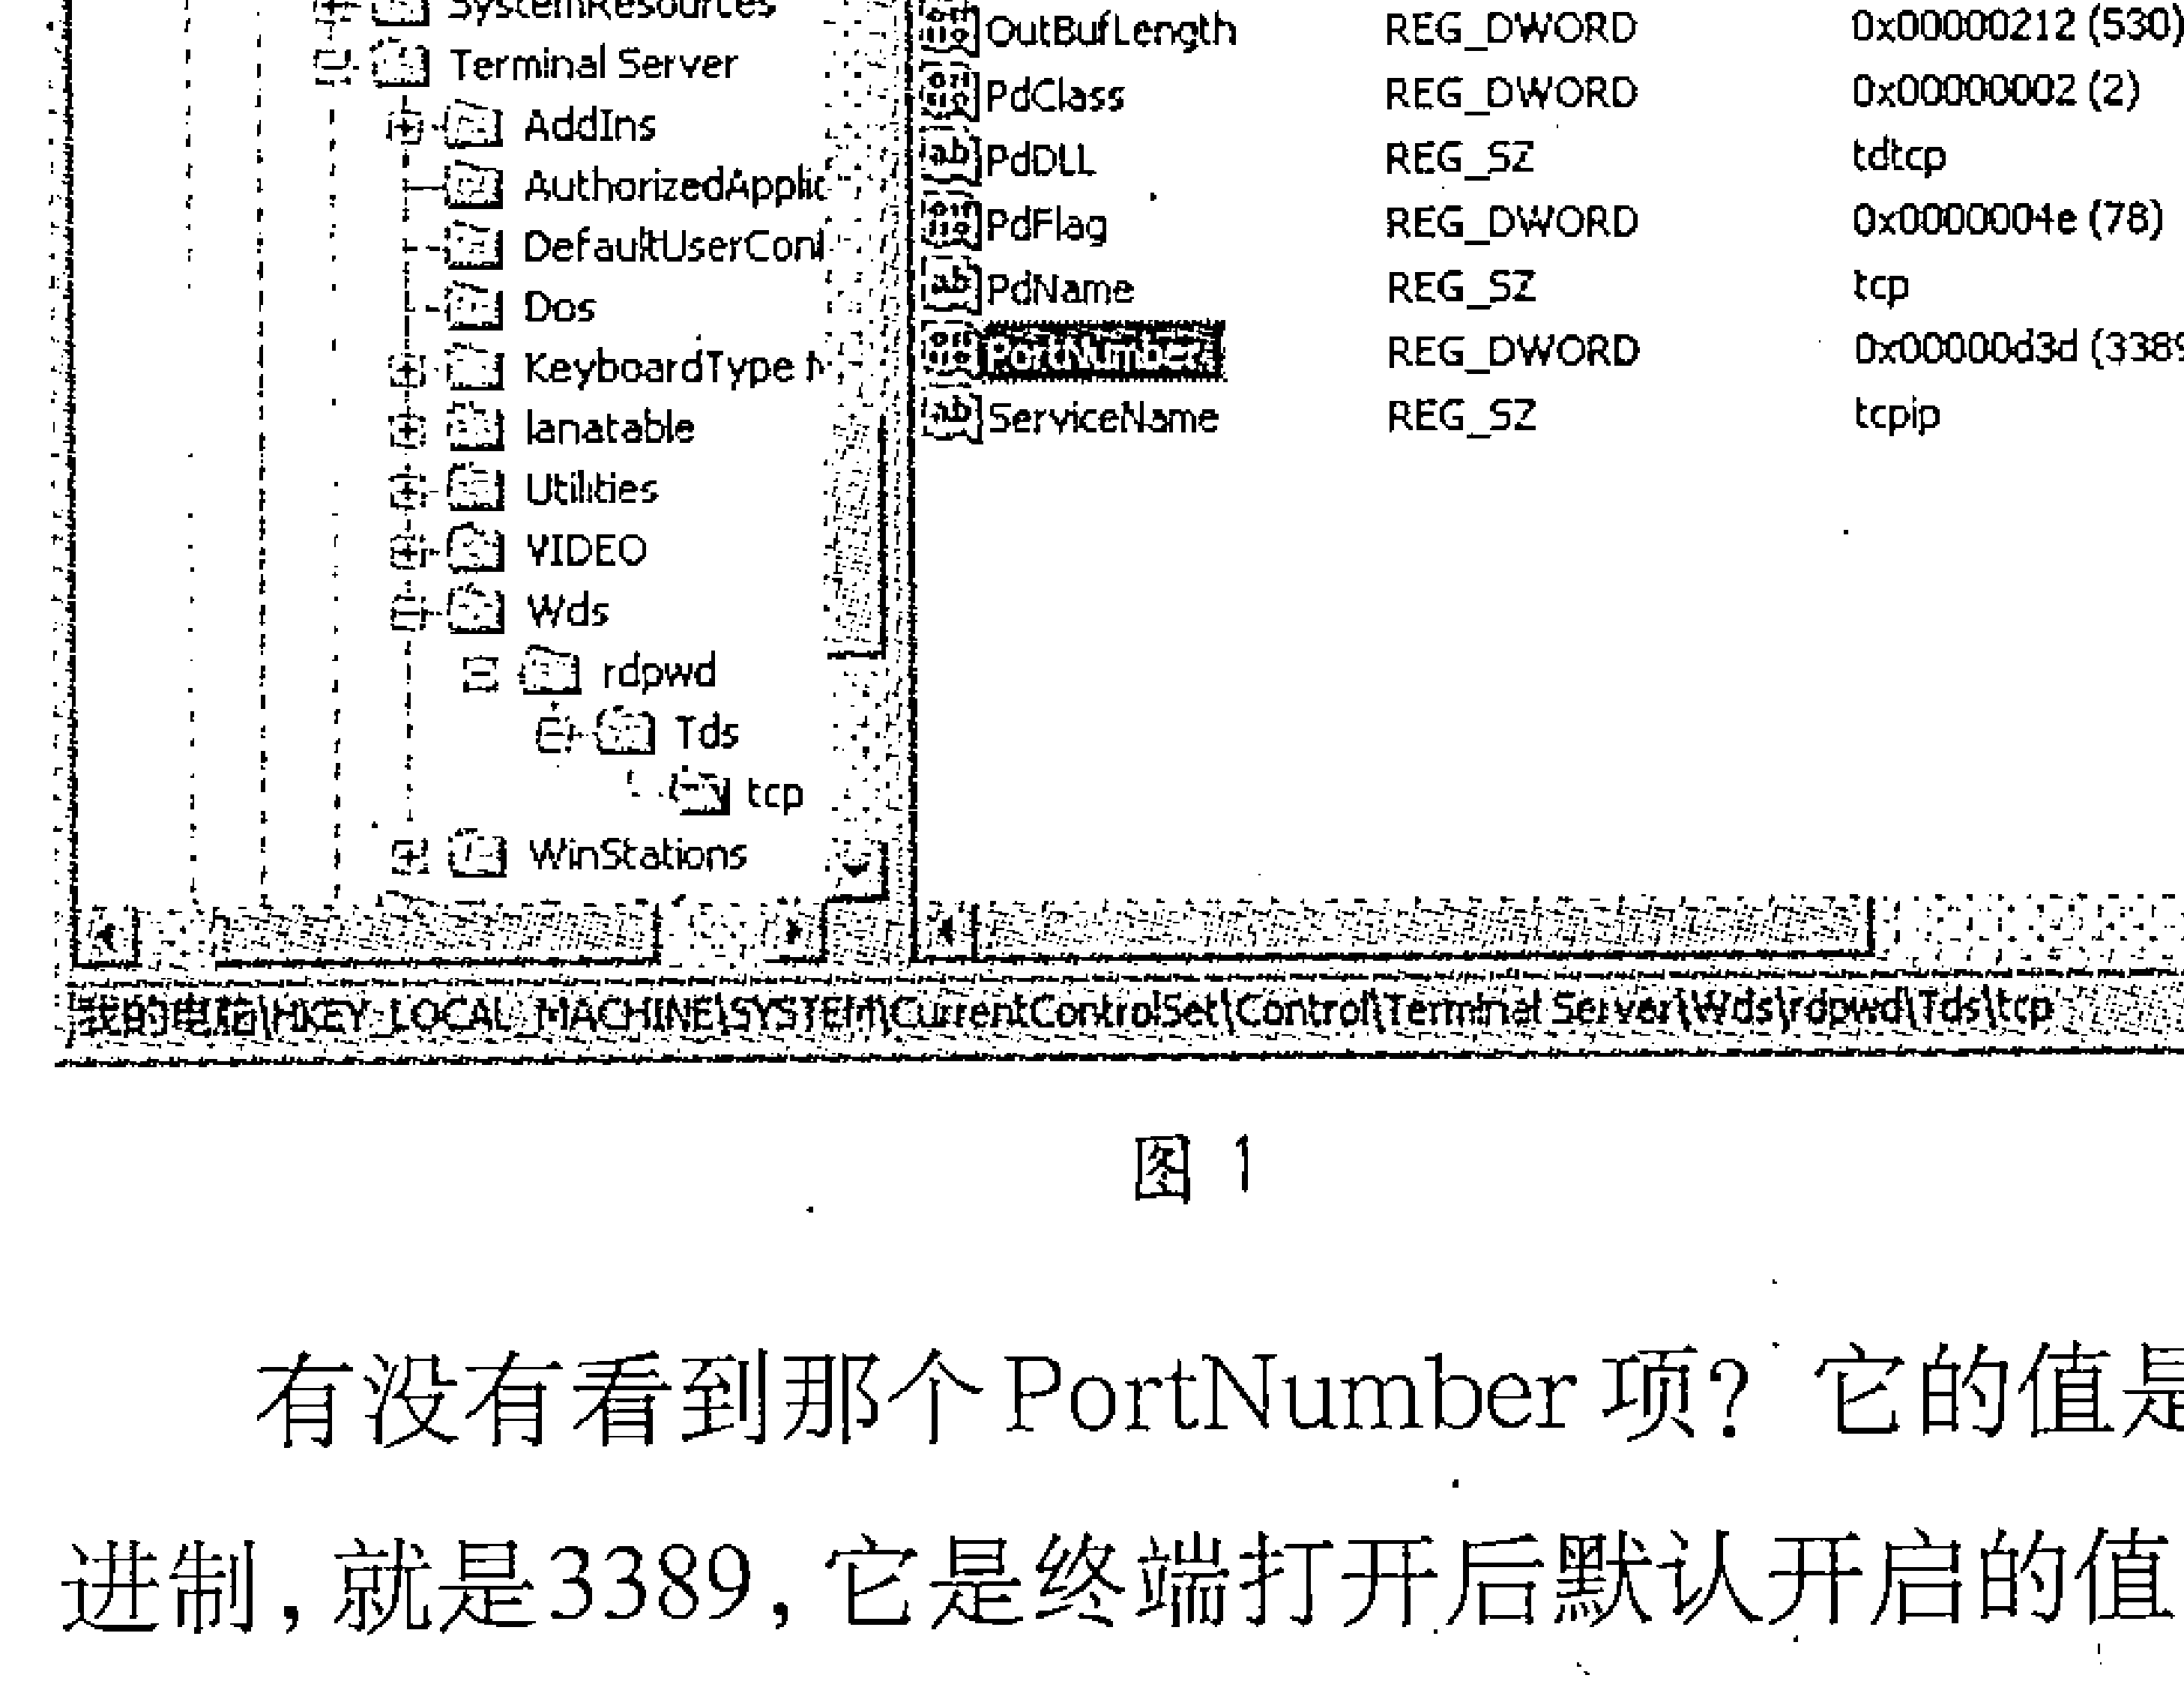 SystemResources
OutBufLength REG_DWORD 0x00000212 (530)
Terminal Server
PdClass REG_DWORD 0x00000002 (2)
AddIns
PdDLL REG_SZ tdtcp
AuthorizedApplic
PdFlag REG_DWORD 0x0000004e (78)
DefaultUserConf
PdName REG_SZ tcp
Dos
PortNumber REG_DWORD 0x00000d3d (3389
KeyboardType M
ServiceName REG_SZ tcpip
lanatable
Utilities
VIDEO
Wds
rdpwd
Tds
tcp
WinStations
我的电脑\HKEY_LOCAL_MACHINE\SYSTEM\CurrentControlSet\Control\Terminal Server\Wds\rdpwd\Tds\tcp
图 1
有没有看到那个PortNumber 项？它的值是
进制，就是3389，它是终端打开后默认开启的值